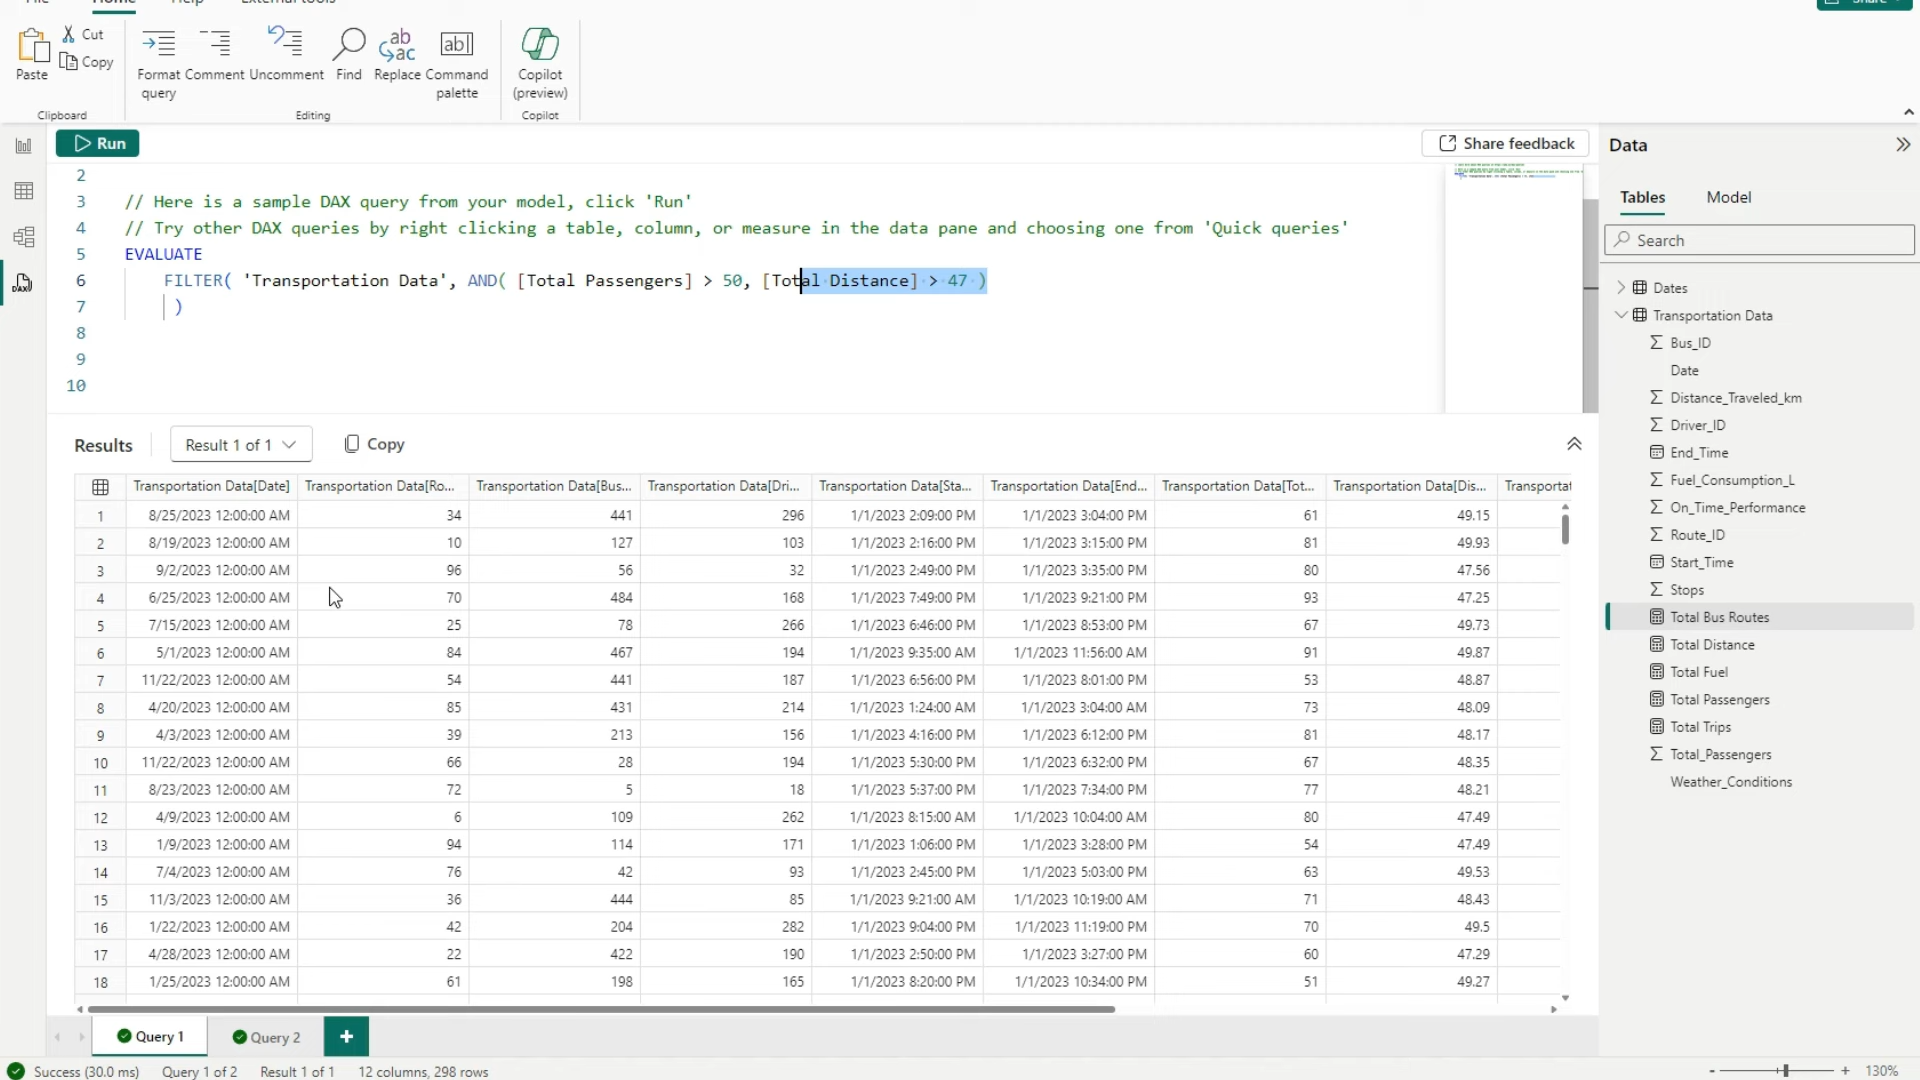 File Home Help External tools Share
Paste Cut Copy Clipboard
Format query Comment Uncomment Find Replace Command palette Editing
Copilot (preview) Copilot
Run
Share feedback
2
3 // Here is a sample DAX query from your model, click 'Run'
4 // Try other DAX queries by right clicking a table, column, or measure in the data pane and choosing one from 'Quick queries'
5 EVALUATE
6 FILTER( 'Transportation Data', AND( [Total Passengers] > 50, [Total Distance] > 47 )
7 )
8
9
10
Results Result 1 of 1 Copy
Transportation Data[Date] Transportation Data[Ro... Transportation Data[Bus... Transportation Data[Dri... Transportation Data[Sta... Transportation Data[End... Transportation Data[Tot... Transportation Data[Dis... Transportat
1 8/25/2023 12:00:00 AM 34 441 296 1/1/2023 2:09:00 PM 1/1/2023 3:04:00 PM 61 49.15
2 8/19/2023 12:00:00 AM 10 127 103 1/1/2023 2:16:00 PM 1/1/2023 3:15:00 PM 81 49.93
3 9/2/2023 12:00:00 AM 96 56 32 1/1/2023 2:49:00 PM 1/1/2023 3:35:00 PM 80 47.56
4 6/25/2023 12:00:00 AM 70 484 168 1/1/2023 7:49:00 PM 1/1/2023 9:21:00 PM 93 47.25
5 7/15/2023 12:00:00 AM 25 78 266 1/1/2023 6:46:00 PM 1/1/2023 8:53:00 PM 67 49.73
6 5/1/2023 12:00:00 AM 84 467 194 1/1/2023 9:35:00 AM 1/1/2023 11:56:00 AM 91 49.87
7 11/22/2023 12:00:00 AM 54 441 187 1/1/2023 6:56:00 PM 1/1/2023 8:01:00 PM 53 48.87
8 4/20/2023 12:00:00 AM 85 431 214 1/1/2023 1:24:00 AM 1/1/2023 3:04:00 AM 73 48.09
9 4/3/2023 12:00:00 AM 39 213 156 1/1/2023 4:16:00 PM 1/1/2023 6:12:00 PM 81 48.17
10 11/22/2023 12:00:00 AM 66 28 194 1/1/2023 5:30:00 PM 1/1/2023 6:32:00 PM 67 48.35
11 8/23/2023 12:00:00 AM 72 5 18 1/1/2023 5:37:00 PM 1/1/2023 7:34:00 PM 77 48.21
12 4/9/2023 12:00:00 AM 6 109 262 1/1/2023 8:15:00 AM 1/1/2023 10:04:00 AM 80 47.49
13 1/9/2023 12:00:00 AM 94 114 171 1/1/2023 1:06:00 PM 1/1/2023 3:28:00 PM 54 47.49
14 7/4/2023 12:00:00 AM 76 42 93 1/1/2023 2:45:00 PM 1/1/2023 5:03:00 PM 63 49.53
15 11/3/2023 12:00:00 AM 36 444 85 1/1/2023 9:21:00 AM 1/1/2023 10:19:00 AM 71 48.43
16 1/22/2023 12:00:00 AM 42 204 282 1/1/2023 9:04:00 PM 1/1/2023 11:19:00 PM 70 49.5
17 4/28/2023 12:00:00 AM 22 422 190 1/1/2023 2:50:00 PM 1/1/2023 3:27:00 PM 60 47.29
18 1/25/2023 12:00:00 AM 61 198 165 1/1/2023 8:20:00 PM 1/1/2023 10:34:00 PM 51 49.27
Query 1 Query 2
Success (30.0 ms) Query 1 of 2 Result 1 of 1 12 columns, 298 rows
Data
Tables Model
Search
Dates
Transportation Data
Bus_ID
Date
Distance_Traveled_km
Driver_ID
End_Time
Fuel_Consumption_L
On_Time_Performance
Route_ID
Start_Time
Stops
Total Bus Routes
Total Distance
Total Fuel
Total Passengers
Total Trips
Total_Passengers
Weather_Conditions
130%